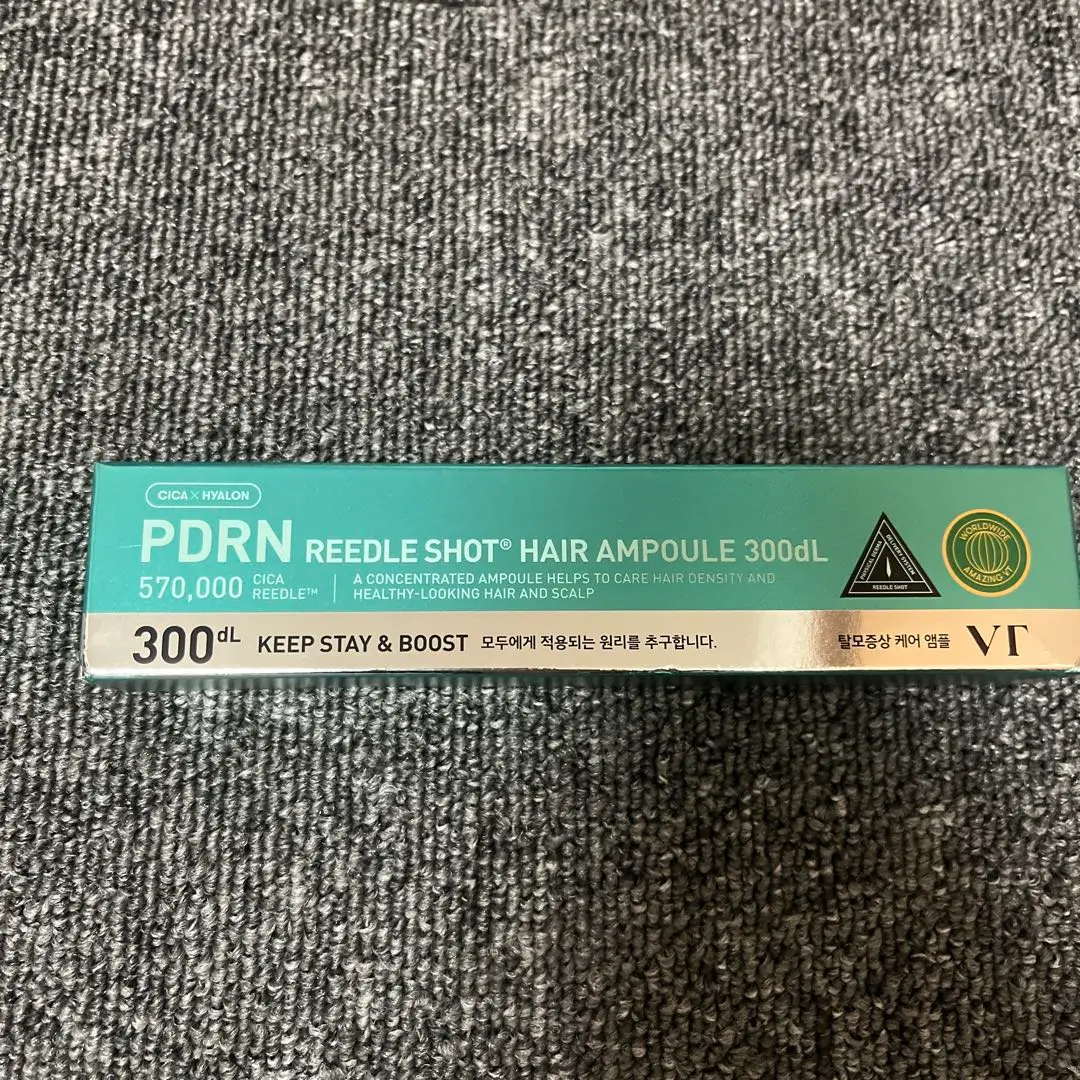 CICA × HYALON
PDRN REEDLE SHOT® HAIR AMPOULE 300dL
570,000 CICA REEDLE™
A CONCENTRATED AMPOULE HELPS TO CARE HAIR DENSITY AND
HEALTHY-LOOKING HAIR AND SCALP
DELIVERY SYSTEM
REEDLE SHOT
WORLDWIDE
AMAZING VT
300dL KEEP STAY & BOOST 모두에게 적용되는 원리를 추구합니다.
탈모증상 케어 앰플 VT